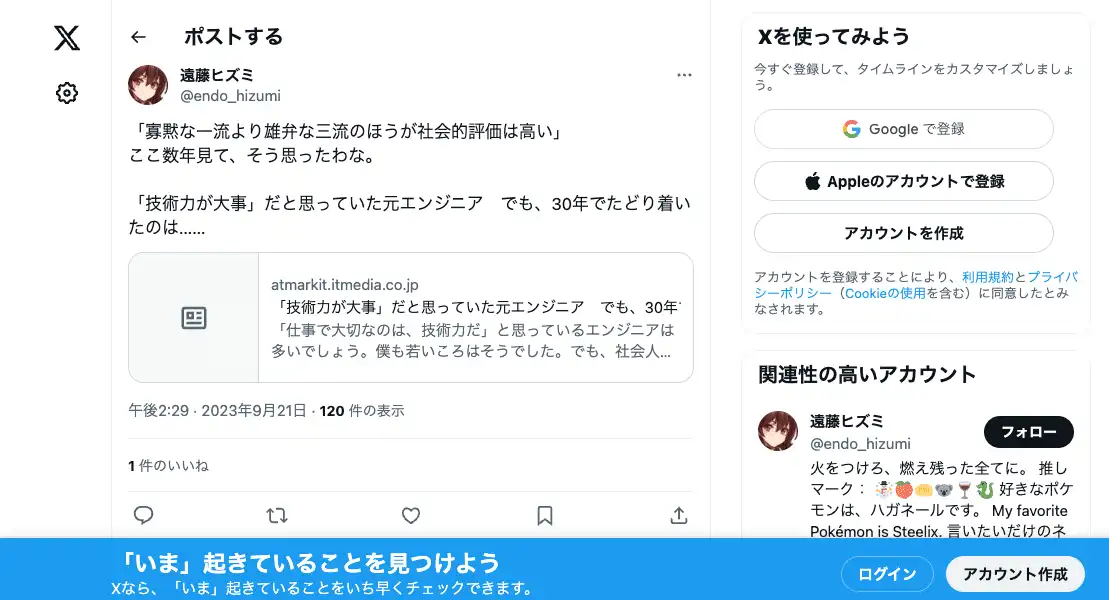 ポストする
遠藤ヒズミ
@endo_hizumi
「寡黙な一流より雄弁な三流のほうが社会的評価は高い」
ここ数年見て、そう思ったわな。
「技術力が大事」だと思っていた元エンジニア　でも、30年でたどり着い
たのは……
atmarkit.itmedia.co.jp
「技術力が大事」だと思っていた元エンジニア　でも、30年
「仕事で大切なのは、技術力だ」と思っているエンジニアは
多いでしょう。僕も若いころはそうでした。でも、社会人...
午後2:29 · 2023年9月21日 · 120 件の表示
1 件のいいね
Xを使ってみよう
今すぐ登録して、タイムラインをカスタマイズしましょ
う。
Google で登録
Appleのアカウントで登録
アカウントを作成
アカウントを登録することにより、利用規約とプライバ
シーポリシー（Cookieの使用を含む）に同意したとみ
なされます。
関連性の高いアカウント
遠藤ヒズミ
@endo_hizumi
フォロー
火をつけろ、燃え残った全てに。 推し
マーク： ⛄🍓🫓🐨🍷🐉 好きなポケ
モンは、ハガネールです。 My favorite
Pokémon is Steelix. 言いたいだけのネ
「いま」起きていることを見つけよう
Xなら、「いま」起きていることをいち早くチェックできます。
ログイン
アカウント作成